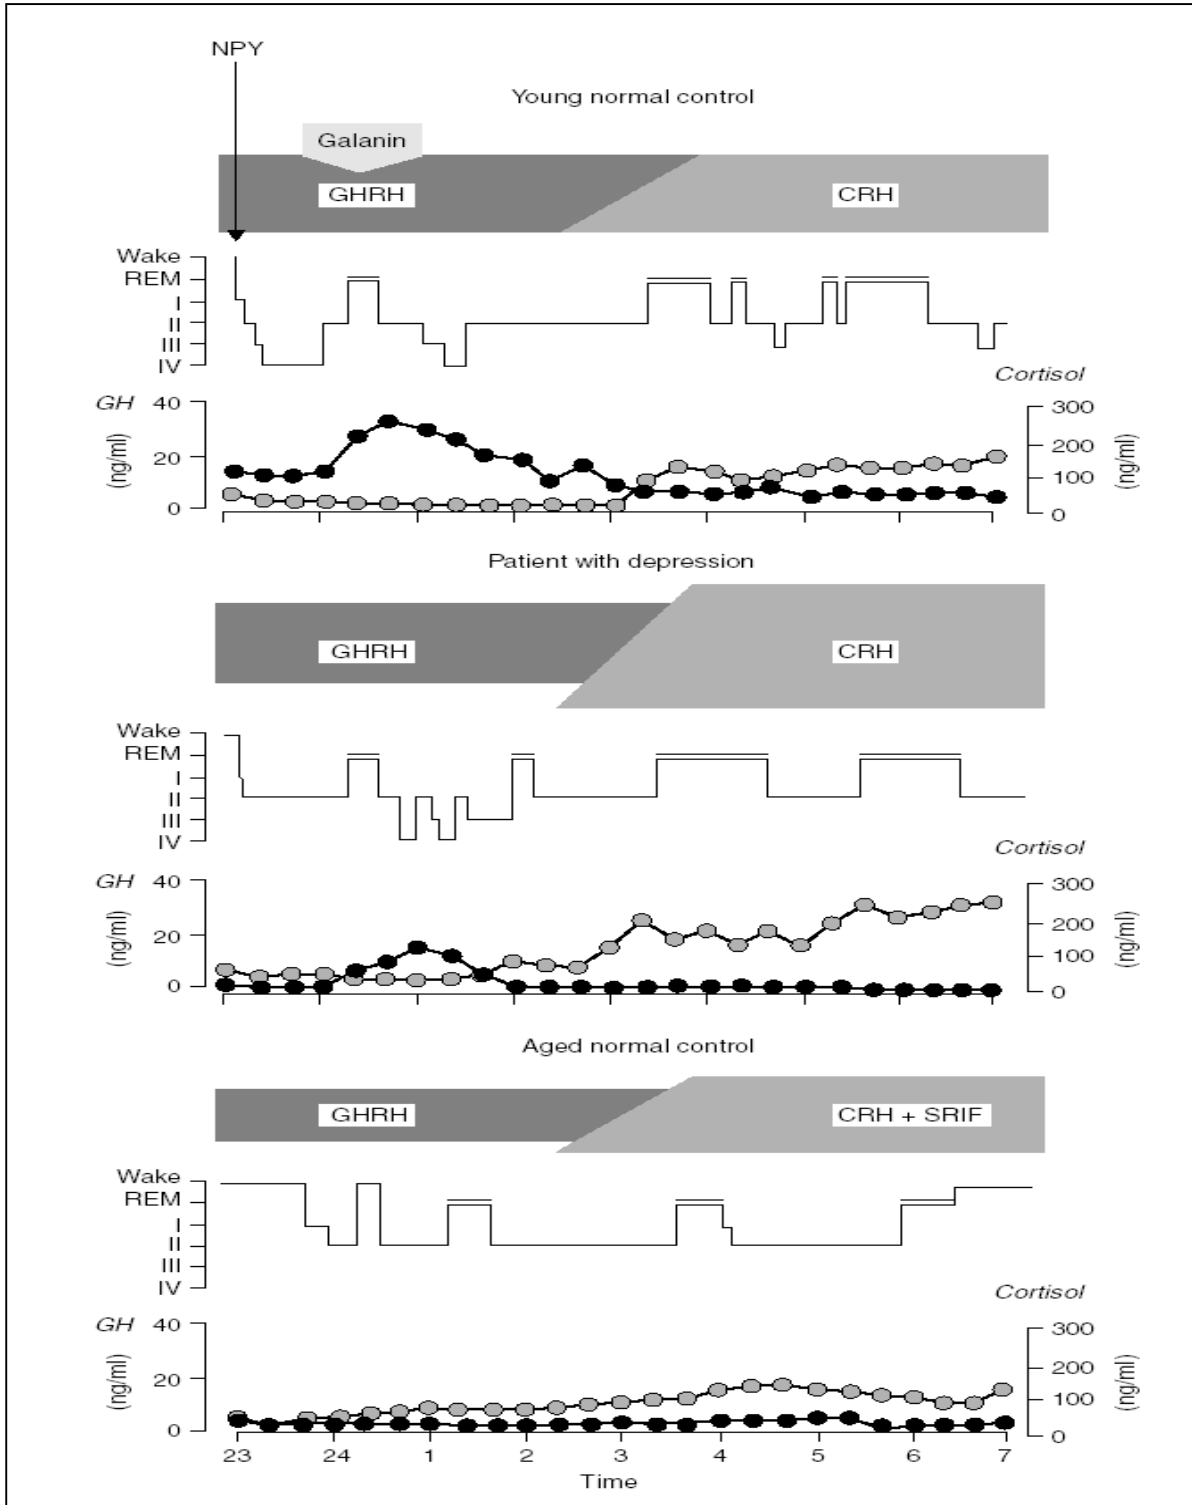 NPY
Young normal control
Galanin
GHRH CRH
Wake
REM
I
II
III
IV
Cortisol
GH 40 300
(ng/ml) 200 (ng/ml)
20 100
0 0
Patient with depression
GHRH CRH
Wake
REM
I
II
III
IV
Cortisol
GH 40 300
(ng/ml) 200 (ng/ml)
20 100
0 0
Aged normal control
GHRH CRH + SRIF
Wake
REM
I
II
III
IV
Cortisol
GH 40 300
(ng/ml) 200 (ng/ml)
20 100
0 0
23 24 1 2 3 4 5 6 7
Time